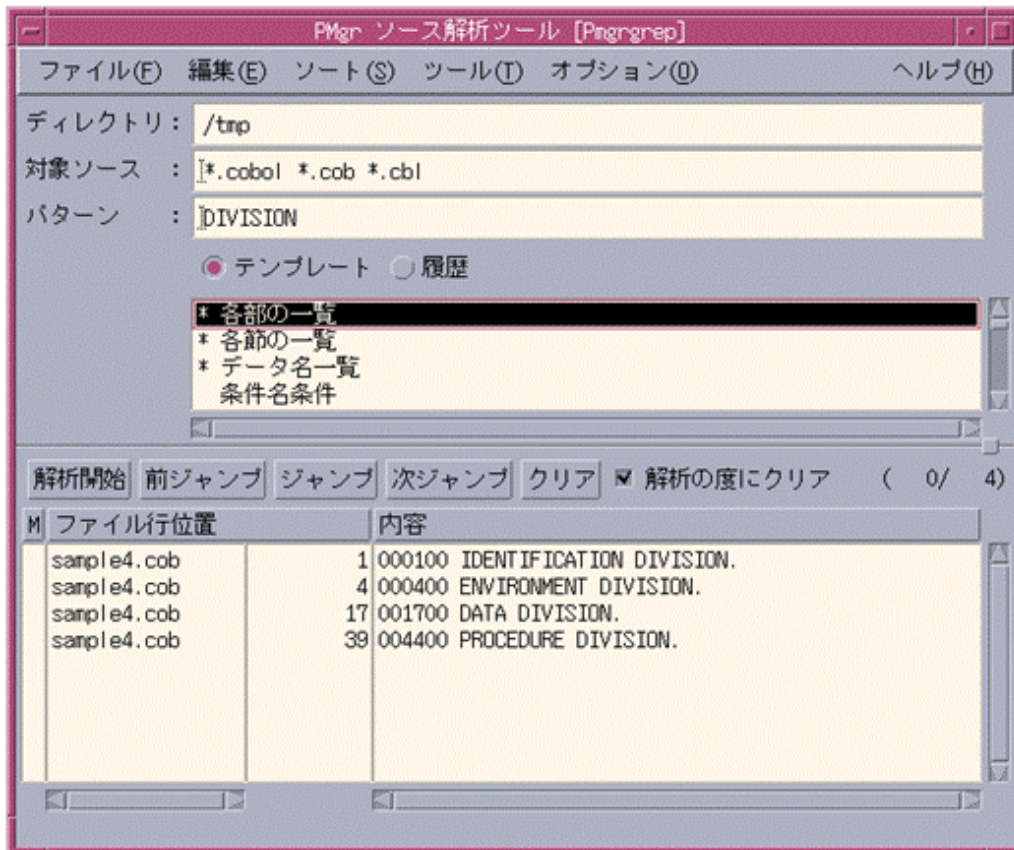 PMgr ソース解析ツール [Pmgrgrep]
ファイル(F) 編集(E) ソート(S) ツール(T) オプション(O) ヘルプ(H)
ディレクトリ : /tmp
対象ソース : *.cobol *.cob *.cbl
パターン : DIVISION
テンプレート 履歴
* 各部の一覧
* 各節の一覧
* データ名一覧
条件名条件
解析開始 前ジャンプ ジャンプ 次ジャンプ クリア 解析の度にクリア ( 0/ 4)
M ファイル行位置 内容
sample4.cob 1 000100 IDENTIFICATION DIVISION.
sample4.cob 4 000400 ENVIRONMENT DIVISION.
sample4.cob 17 001700 DATA DIVISION.
sample4.cob 39 004400 PROCEDURE DIVISION.